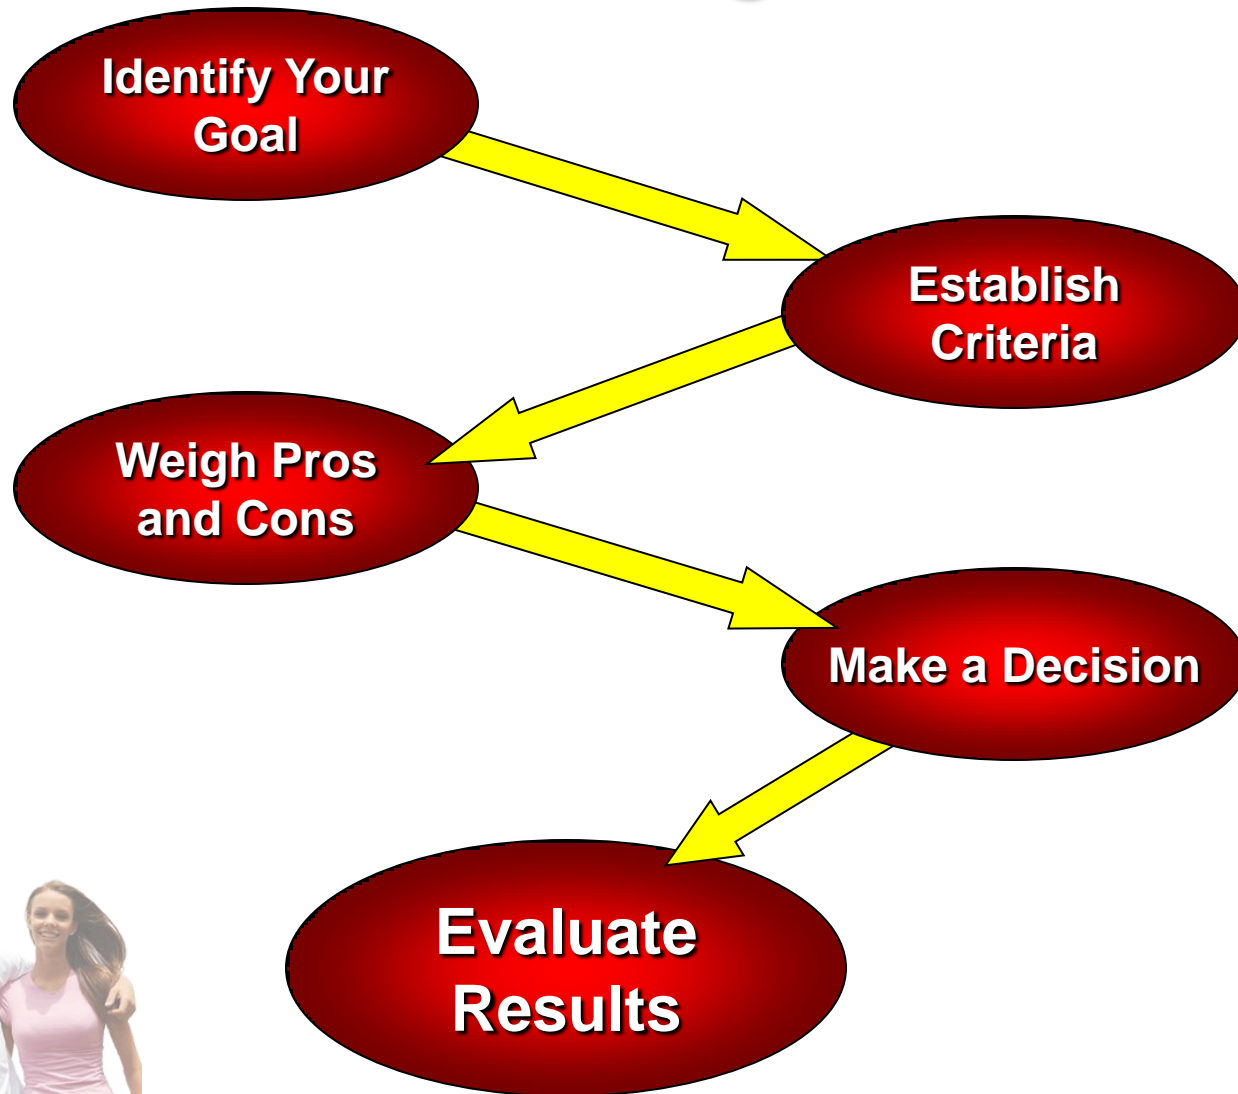 Identify Your
Goal
Establish
Criteria
Weigh Pros
and Cons
Make a Decision
Evaluate
Results